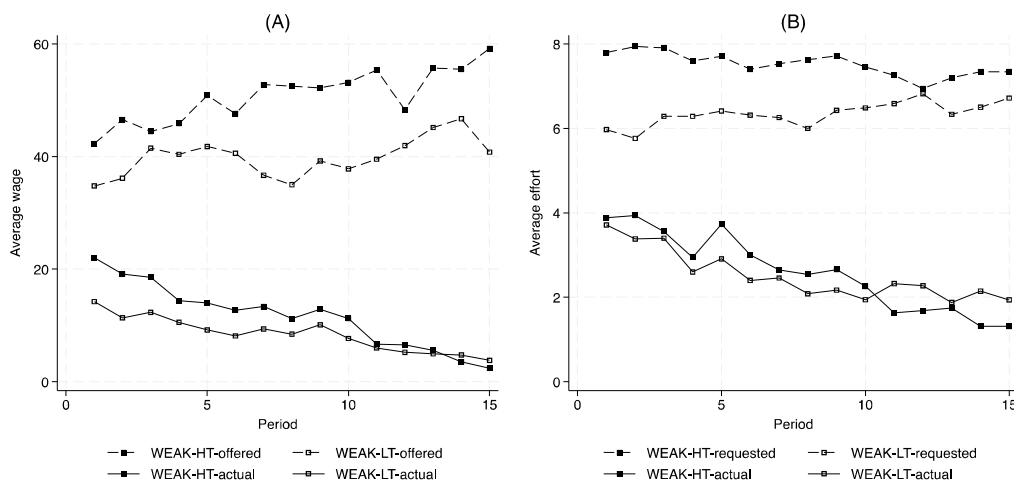 (A)
Average wage
60
40
20
0
0 5 10 15
Period
WEAK-HT-offered WEAK-LT-offered
WEAK-HT-actual WEAK-LT-actual
(B)
Average effort
8
6
4
2
0
0 5 10 15
Period
WEAK-HT-requested WEAK-LT-requested
WEAK-HT-actual WEAK-LT-actual